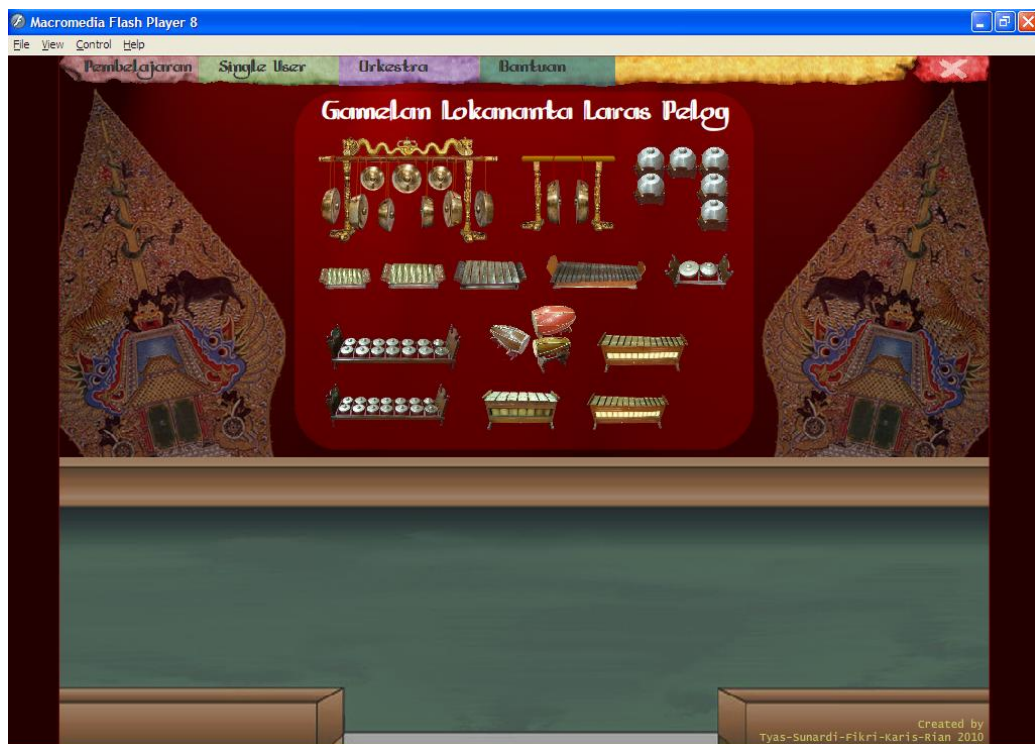 Macromedia Flash Player 8
File View Control Help
Pembelajaran Single User Orkestra Bantuan
Gamelan Lokananta Laras Pelog
Created by
Tyas-Sunardi-Fikri-Karis-Rian 2010